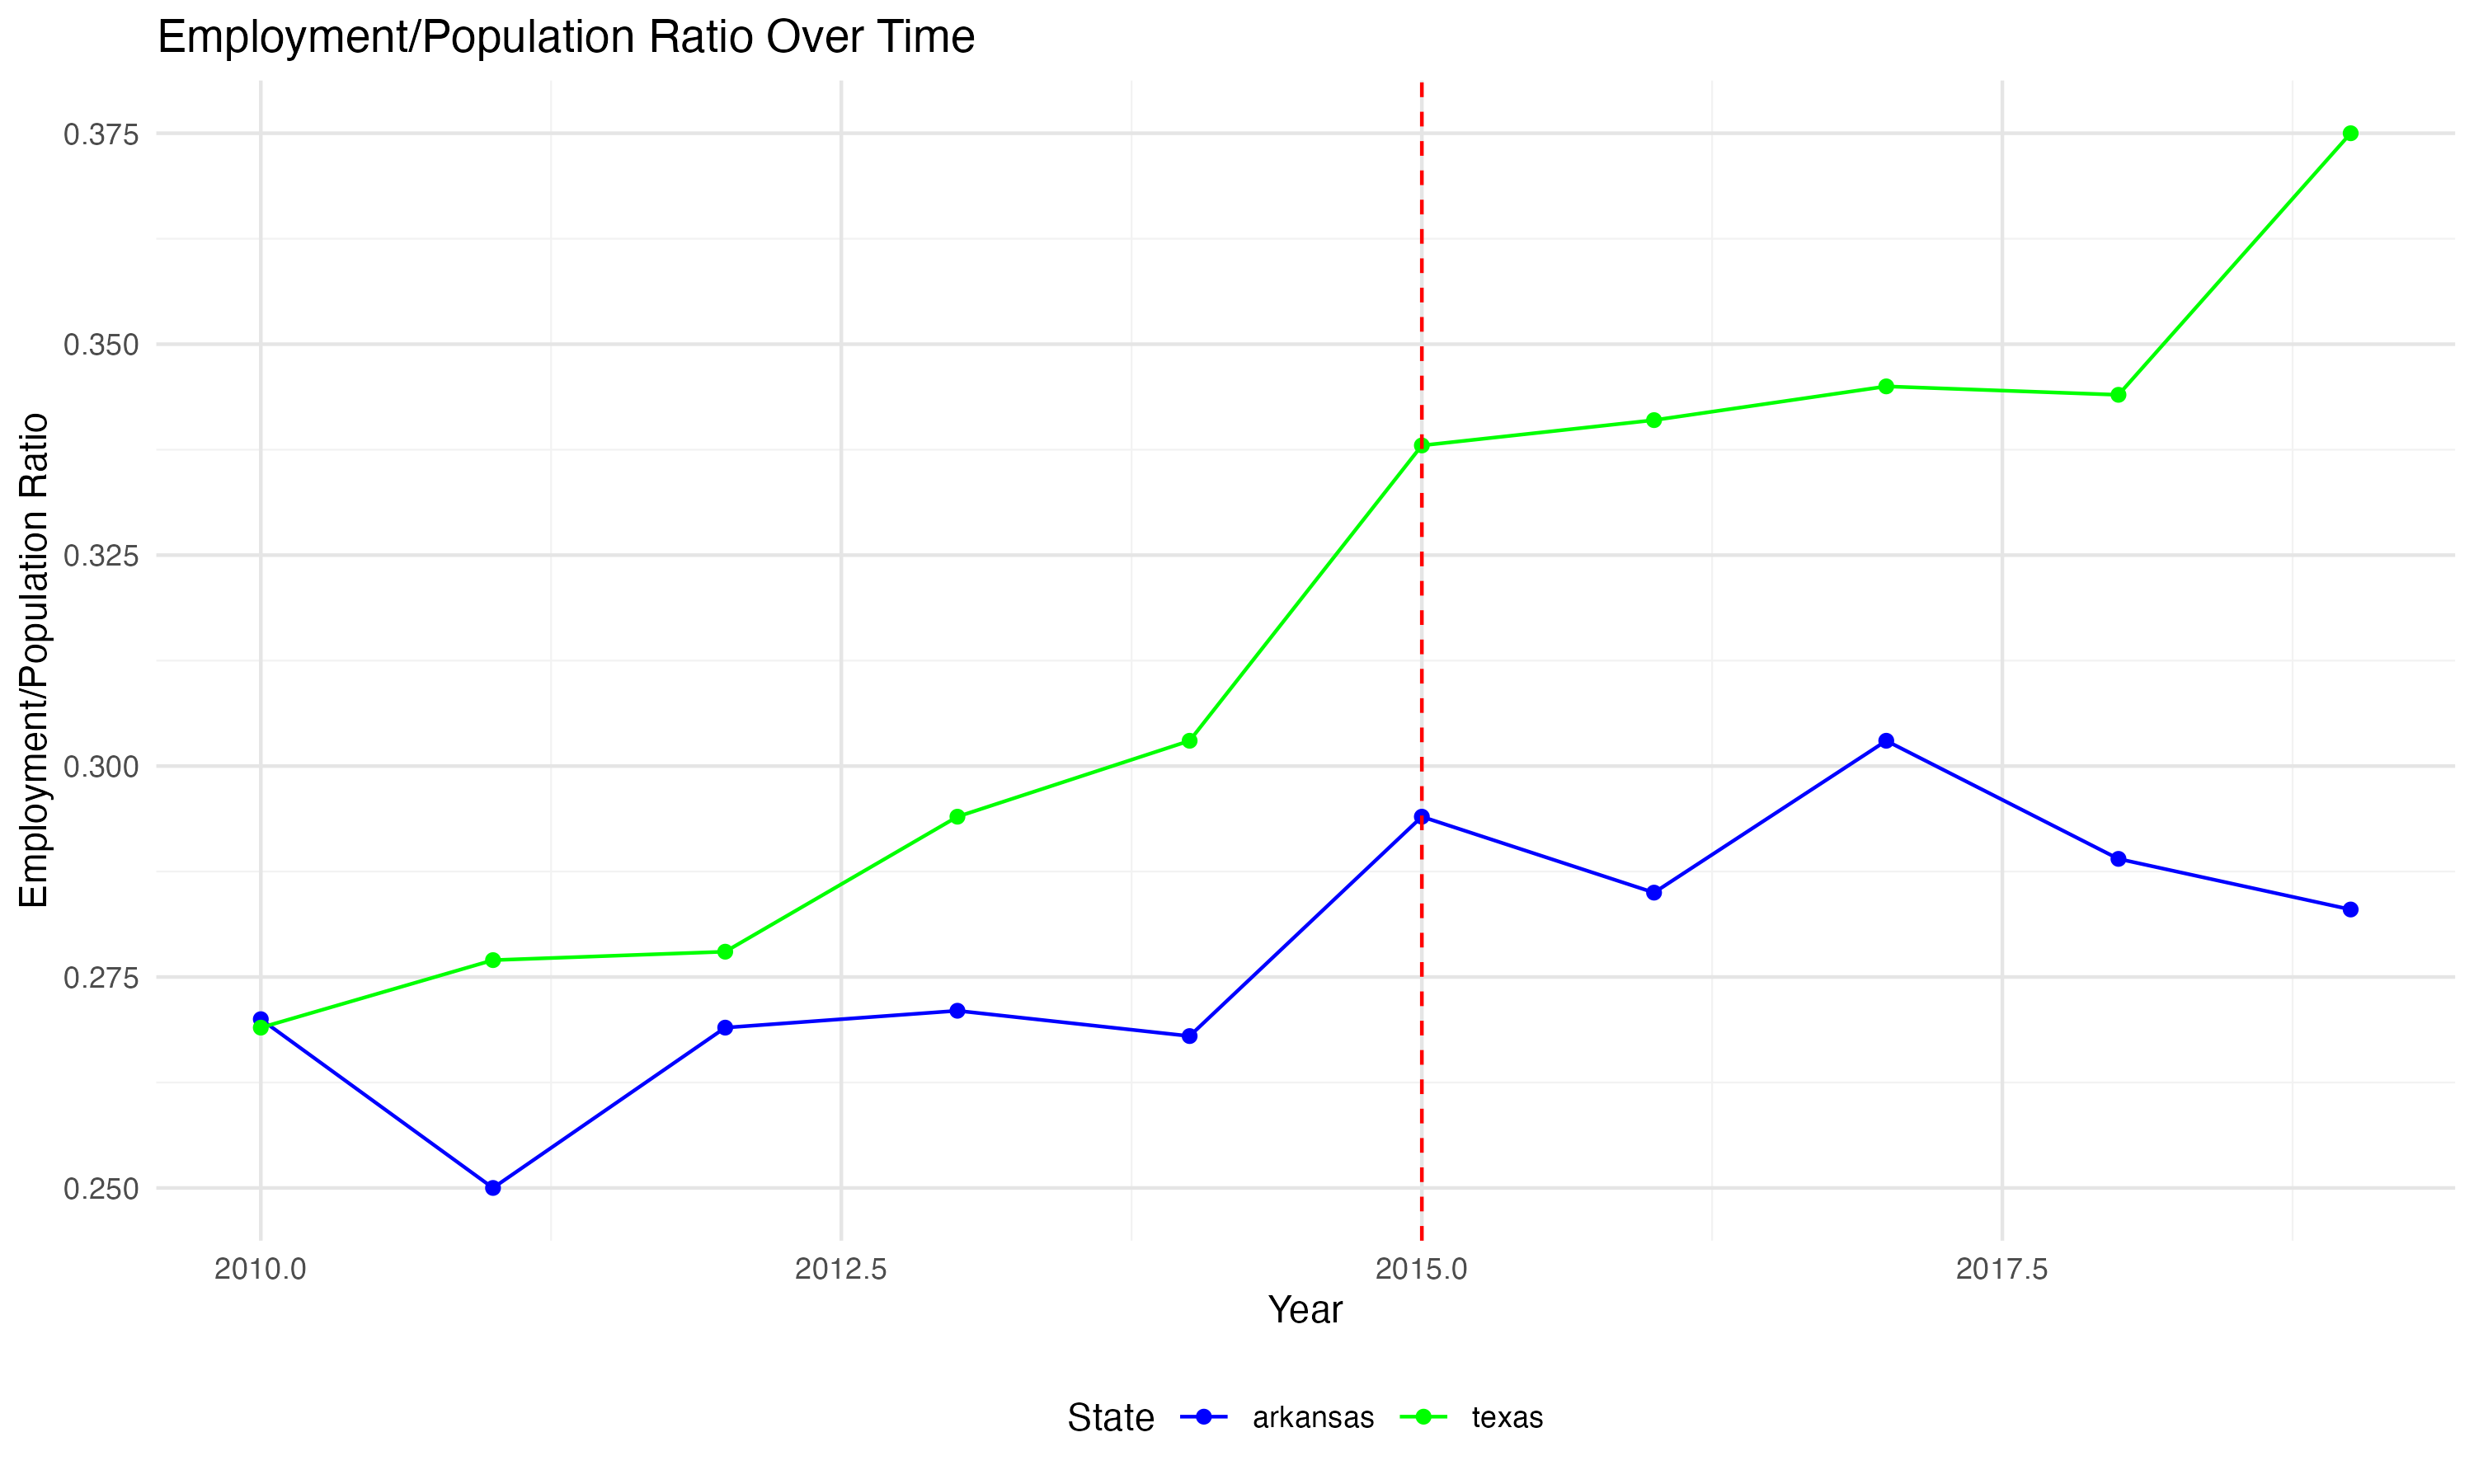 Employment/Population Ratio Over Time
Employment/Population Ratio
0.375
0.350
0.325
0.300
0.275
0.250
2010.0 2012.5 2015.0 2017.5
Year
State arkansas texas